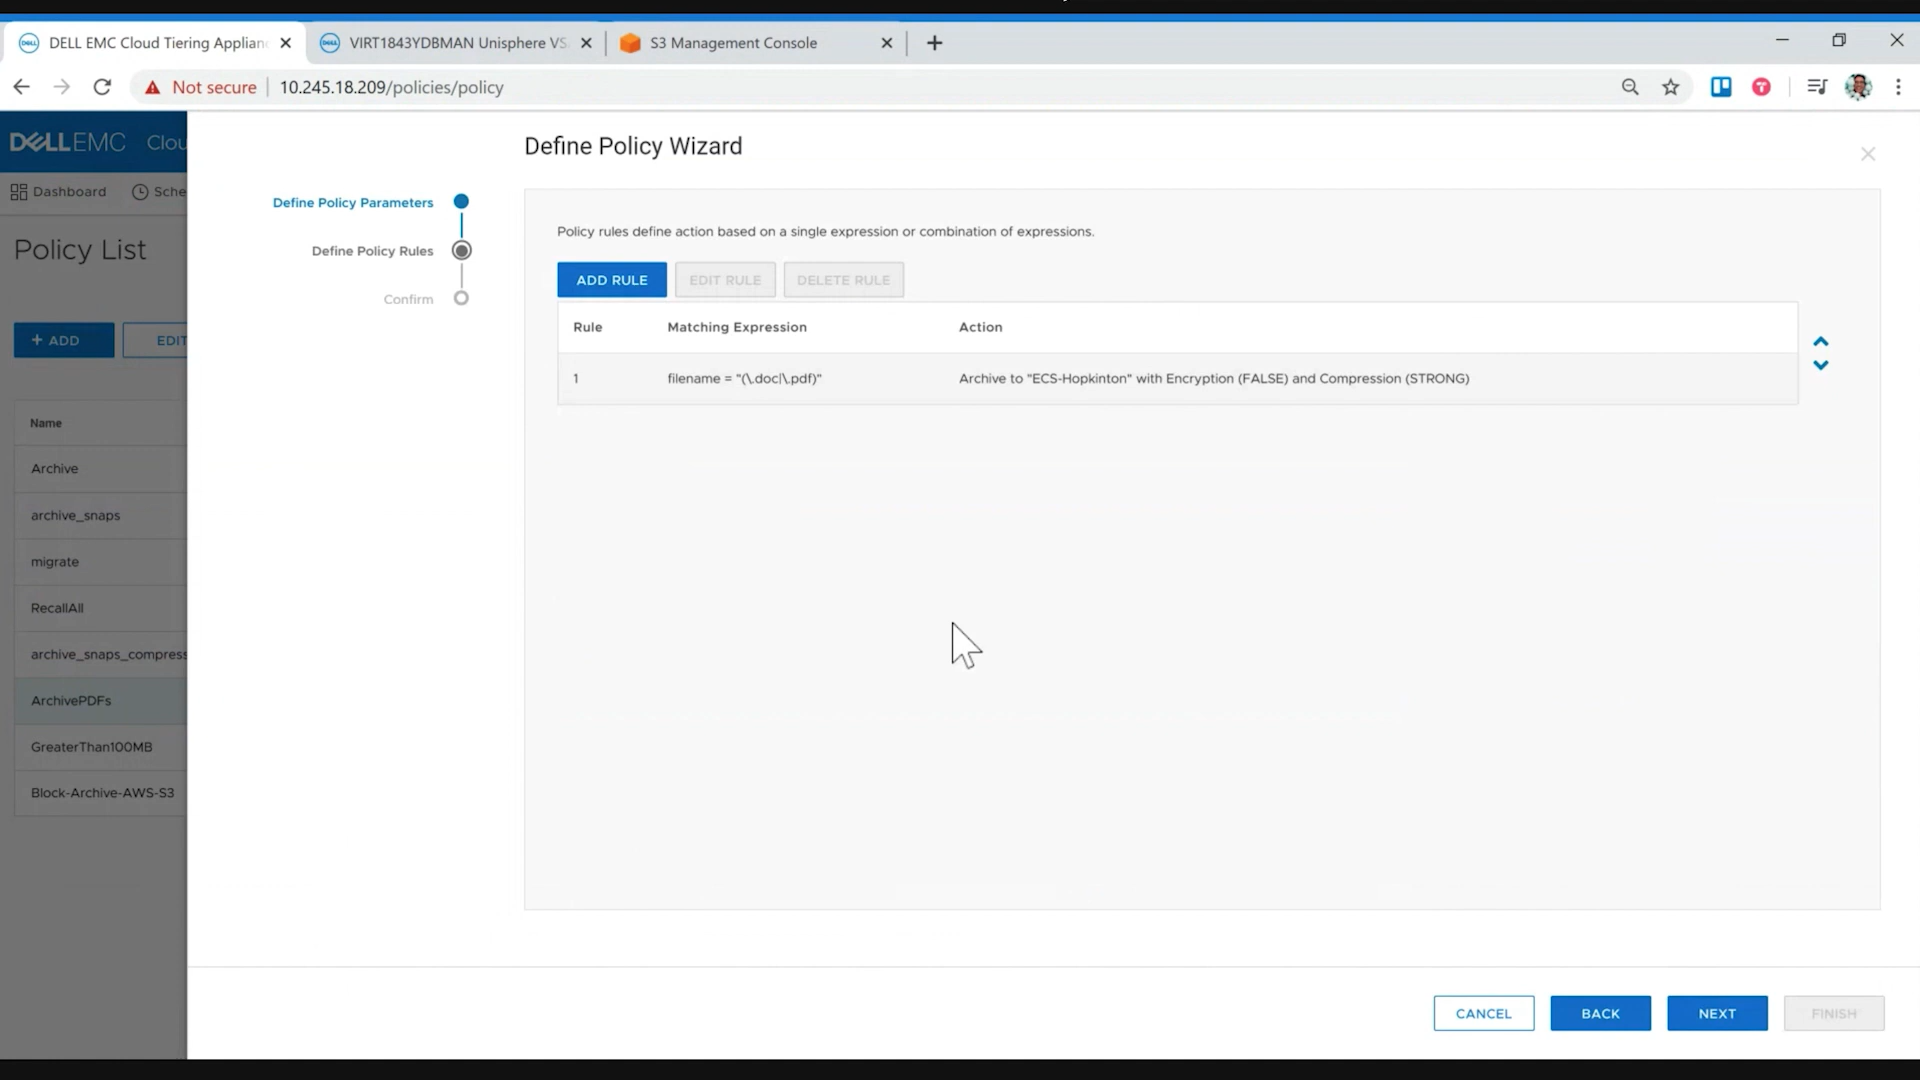 DELL EMC Cloud Tiering Applian
VIRT1843YDBMAN Unisphere VS
S3 Management Console
Not secure
10.245.18.209/policies/policy
DELLEMC Clou
Dashboard
Sche
Policy List
+ ADD
EDIT
Name
Archive
archive_snaps
migrate
RecallAll
archive_snaps_compress
ArchivePDFs
GreaterThan100MB
Block-Archive-AWS-S3
Define Policy Wizard
Define Policy Parameters
Define Policy Rules
Confirm
Policy rules define action based on a single expression or combination of expressions.
ADD RULE
EDIT RULE
DELETE RULE
Rule Matching Expression Action
1 filename = "(\.doc|\.pdf)" Archive to "ECS-Hopkinton" with Encryption (FALSE) and Compression (STRONG)
CANCEL
BACK
NEXT
FINISH